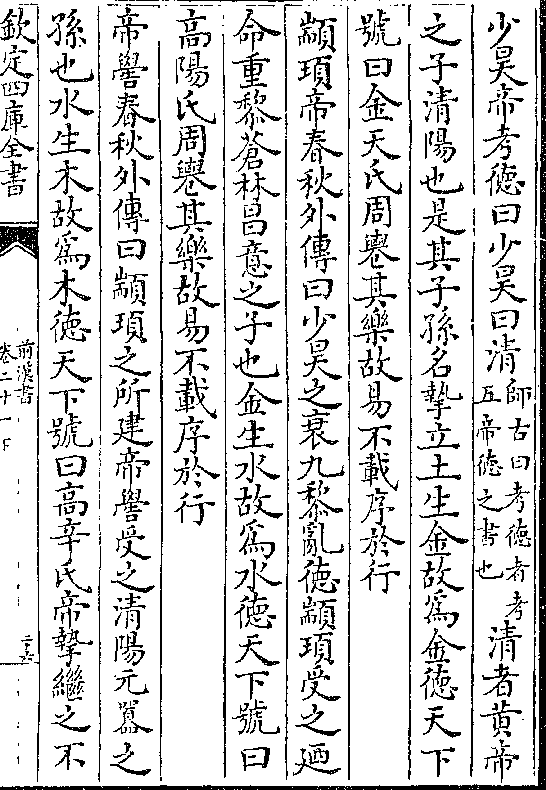 少昊帝考德曰少昊曰清師古曰考德者考五帝德之書也清者黄帝
之子清陽也是其子孫名摯立土生金故爲金徳天下
號曰金天氏周𨙸其樂故易不載序於行
顓頊帝春秋外傳曰少昊之衰九黎亂徳顓頊受之廼
命重黎蒼林昌意之子也金生水故爲水徳天下號曰
高陽氏周𨙸其樂故易不載序於行
帝嚳春秋外傳曰顓頊之所建帝嚳受之清陽元囂之
孫也水生木故爲木徳天下號曰高辛氏帝摯繼之不
欽定四庫全書
前漢書
卷二十一下